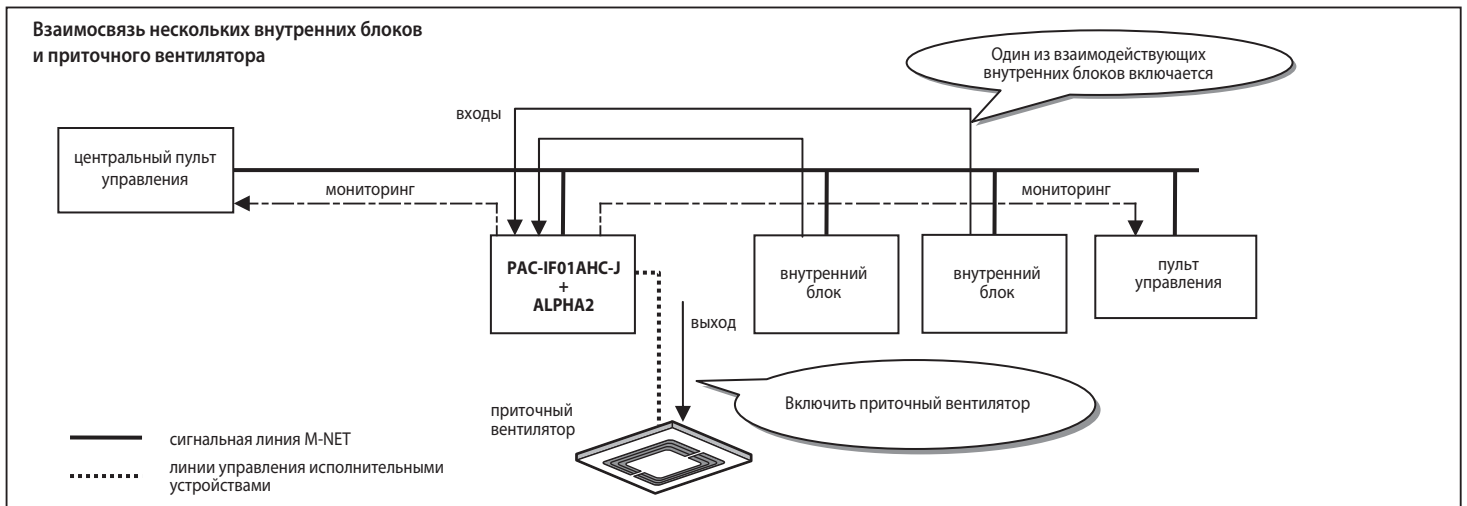 Взаимосвязь нескольких внутренних блоков
и приточного вентилятора
Один из взаимодействующих
внутренних блоков включается
входы
центральный пульт
управления
мониторинг
мониторинг
PAC-IF01AHC-J
+
ALPHA2
внутренний
блок
внутренний
блок
пульт
управления
выход
Включить приточный вентилятор
приточный
вентилятор
сигнальная линия M-NET
линии управления исполнительными
устройствами